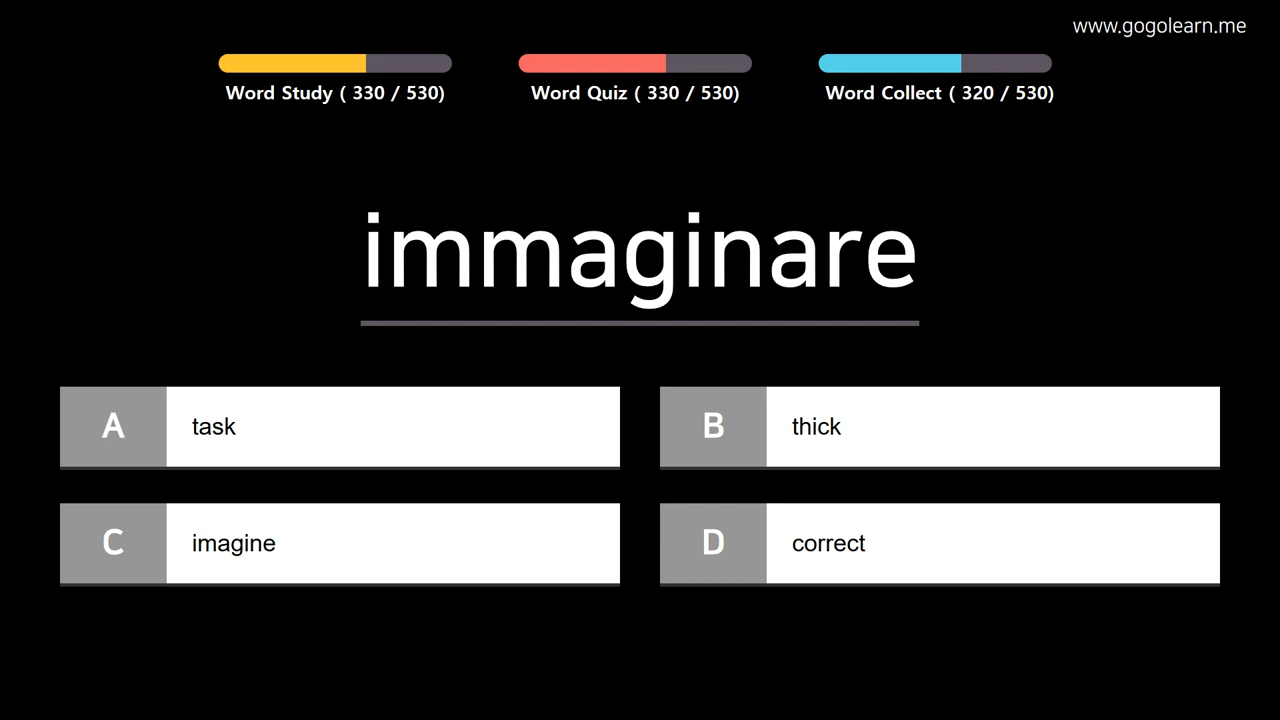 www.gogolearn.me
Word Study ( 330 / 530)
Word Quiz ( 330 / 530)
Word Collect ( 320 / 530)
immaginare
A task
B thick
C imagine
D correct